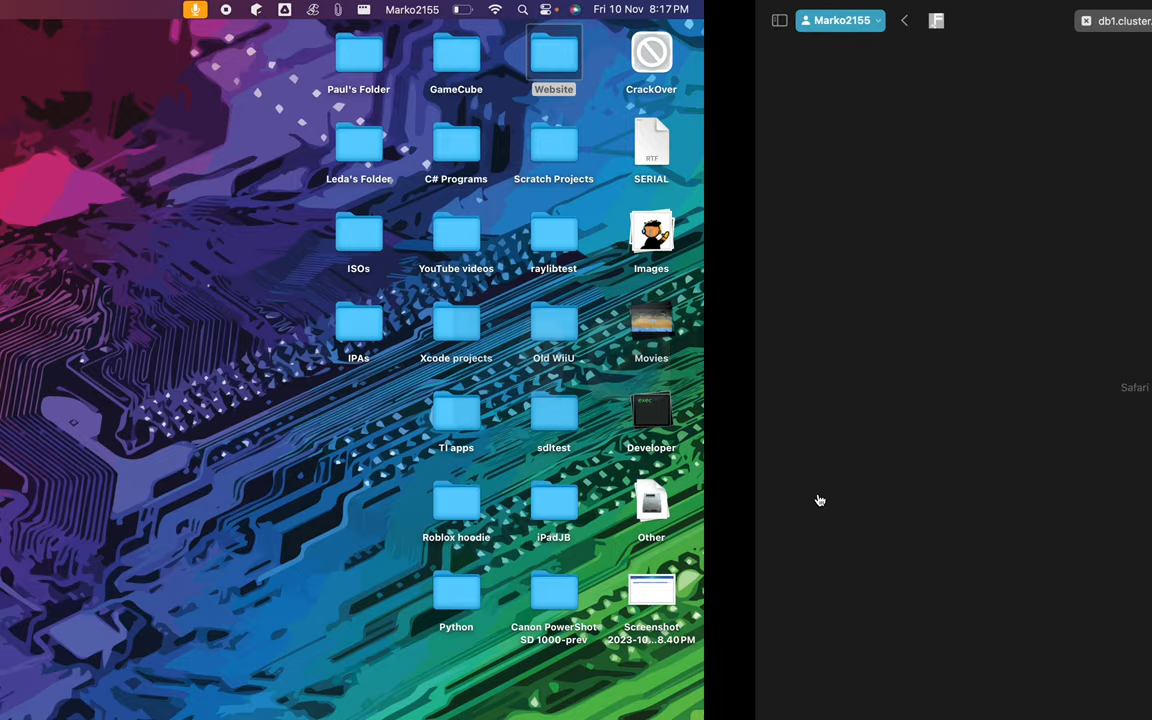 Marko2155 Fri 10 Nov 8:17 PM
Marko2155 db1.cluster.
Paul's Folder GameCube Website CrackOver
RTF
Leda's Folder C# Programs Scratch Projects SERIAL
ISOs YouTube videos raylibtest Images
IPAs Xcode projects Old WiiU Movies
Safari
exec
TI apps sdltest Developer
Roblox hoodie iPadJB Other
Python Canon PowerShot Screenshot
SD 1000-prev 2023-10...8.40 PM